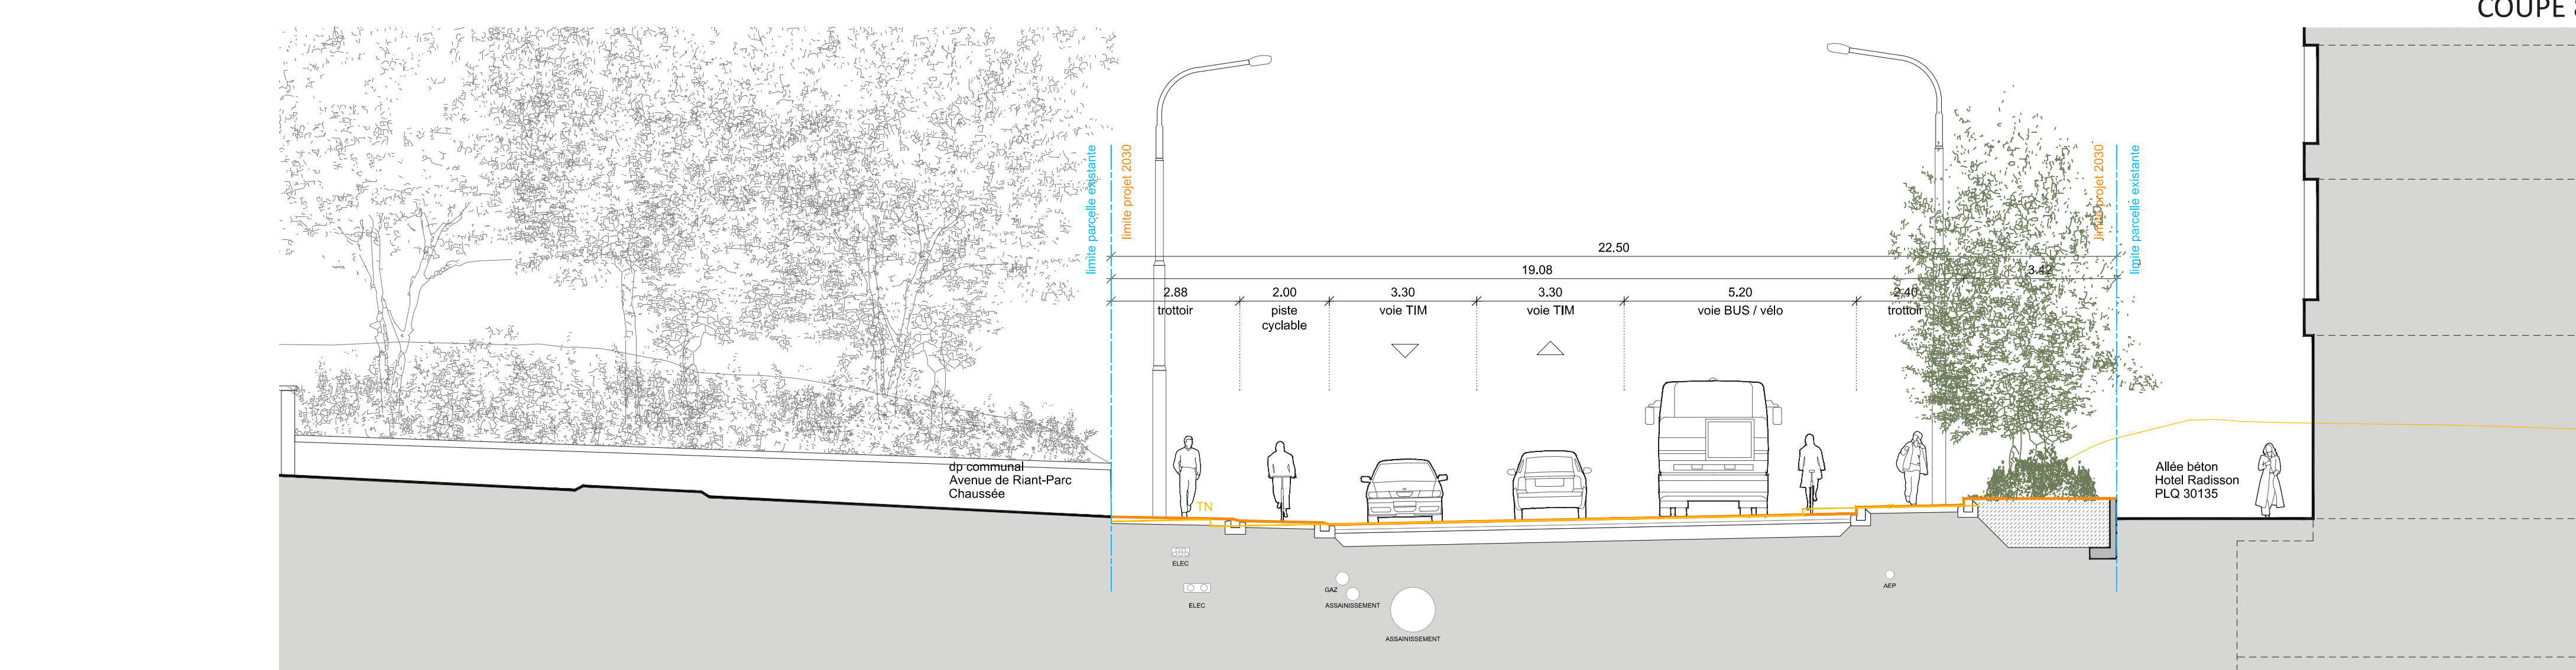 COUPE
limite parcelle existante
limite projet 2030
limite projet 2030
limite parcelle existante
22.50
19.08
3.42
2.88
2.00
3.30
3.30
5.20
2.40
trottoir
piste
cyclable
voie TIM
voie TIM
voie BUS / vélo
trottoir
dp communal
Avenue de Riant-Parc
Chaussée
TN
Allée béton
Hotel Radisson
PLQ 30135
ELEC
ELEC
GAZ
ASSAINISSEMENT
ASSAINISSEMENT
AEP